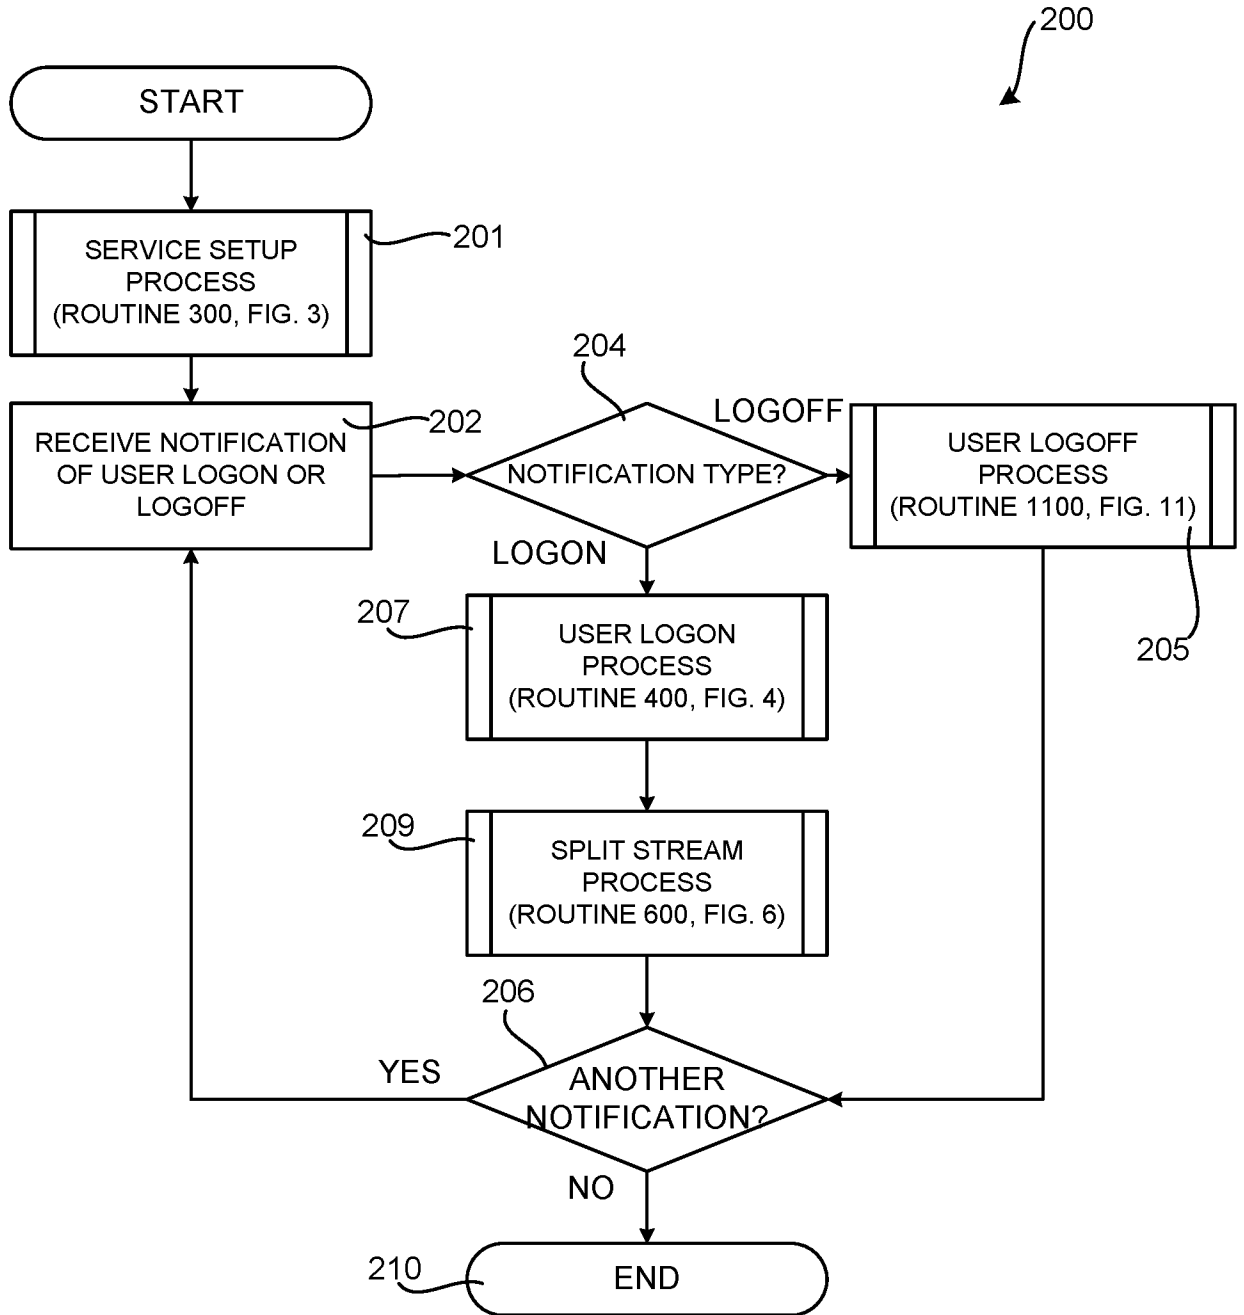 200
START
SERVICE SETUP
PROCESS
(ROUTINE 300, FIG. 3)
201
204
RECEIVE NOTIFICATION
OF USER LOGON OR
LOGOFF
202
NOTIFICATION TYPE?
LOGOFF
USER LOGOFF
PROCESS
(ROUTINE 1100, FIG. 11)
205
LOGON
207
USER LOGON
PROCESS
(ROUTINE 400, FIG. 4)
209
SPLIT STREAM
PROCESS
(ROUTINE 600, FIG. 6)
206
YES
ANOTHER
NOTIFICATION?
NO
210
END